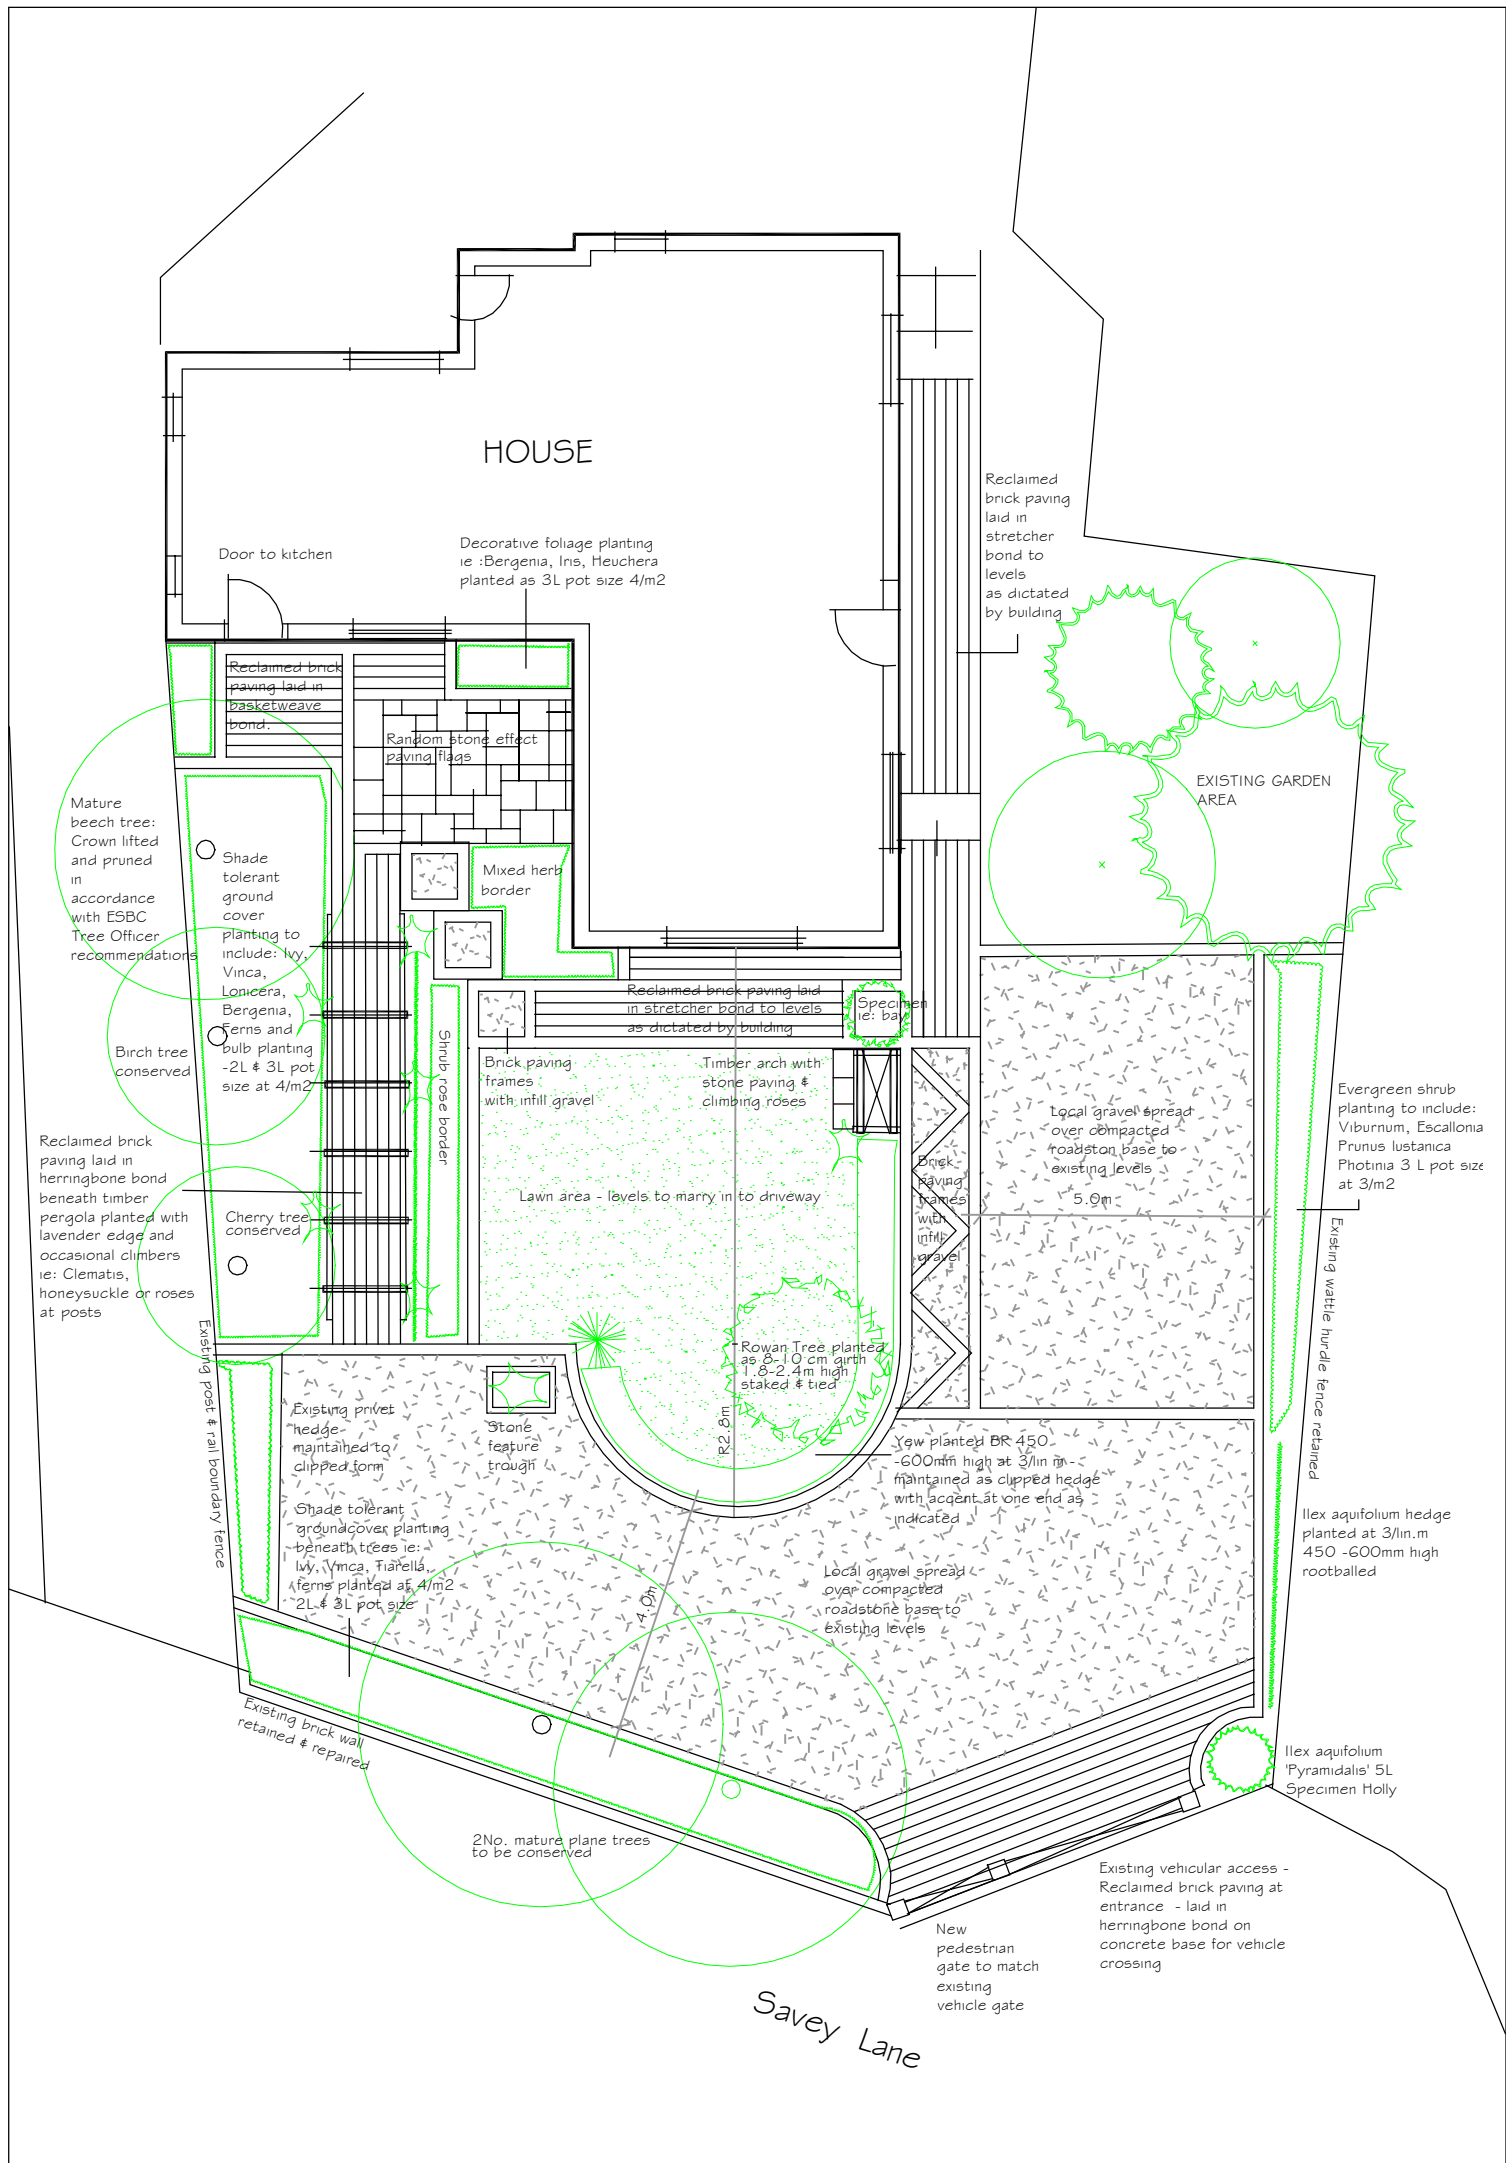 HOUSE
Reclaimed
brick paving
laid in
stretcher
bond to
levels
as dictated
by building
Door to kitchen
Decorative foliage planting
ie :Bergenia, Iris, Heuchera
planted as 3L pot size 4/m2
Reclaimed brick
paving laid in
basketweave
bond.
Random stone effect
paving flags
EXISTING GARDEN
AREA
Mature
beech tree:
Crown lifted
and pruned
in
accordance
with ESBC
Tree Officer
recommendations
Shade
tolerant
ground
cover
planting to
include: Ivy,
Vinca,
Lonicera,
Bergenia,
Ferns and
bulb planting
-2L & 3L pot
size at 4/m2
Mixed herb
border
Reclaimed brick paving laid
in stretcher bond to levels
as dictated by building
Specimen
ie: bay
Birch tree
conserved
Shrub rose border
Brick paving
frames
with infill gravel
Timber arch with
stone paving &
climbing roses
Local gravel spread
over compacted
roadston base to
existing levels
5.0m
Evergreen shrub
planting to include:
Viburnum, Escallonia
Prunus lustanica
Photinia 3 L pot size
at 3/m2
Reclaimed brick
paving laid in
herringbone bond
beneath timber
pergola planted with
lavender edge and
occasional climbers
ie: Clematis,
honeysuckle or roses
at posts
Cherry tree
conserved
Lawn area - levels to marry in to driveway
Brick
paving
frames
with
infill
gravel
Existing wattle hurdle fence retained
Existing post & rail boundary fence
Rowan Tree planted
as 8-10 cm girth
1.8-2.4m high
staked & tied
R2.8m
Existing privet
hedge
maintained to
clipped form
Stone
feature
trough
Yew planted BR 450
-600mm high at 3/lin m -
maintained as clipped hedge
with accent at one end as
indicated
Shade tolerant
groundcover planting
beneath trees ie:
Ivy, Vinca, Tiarella,
ferns planted at 4/m2
2L & 3L pot size
Ilex aquifolium hedge
planted at 3/lin.m
450 -600mm high
rootballed
Local gravel spread
over compacted
roadstone base to
existing levels
4.0m
Existing brick wall
retained & repaired
Ilex aquifolium
'Pyramidalis' 5L
Specimen Holly
2No. mature plane trees
to be conserved
Existing vehicular access -
Reclaimed brick paving at
entrance - laid in
herringbone bond on
concrete base for vehicle
crossing
New
pedestrian
gate to match
existing
vehicle gate
Savey Lane